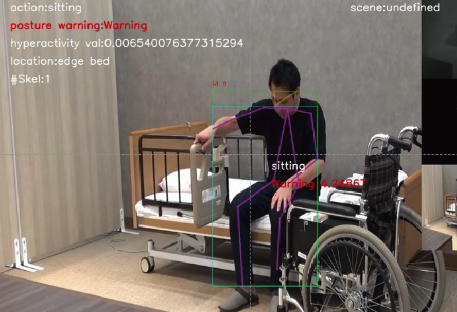 action:sitting
scene:undefined
posture warning:Warning
hyperactivity val:0.006540076377315294
location:edge bed
#Skel:1
sitting